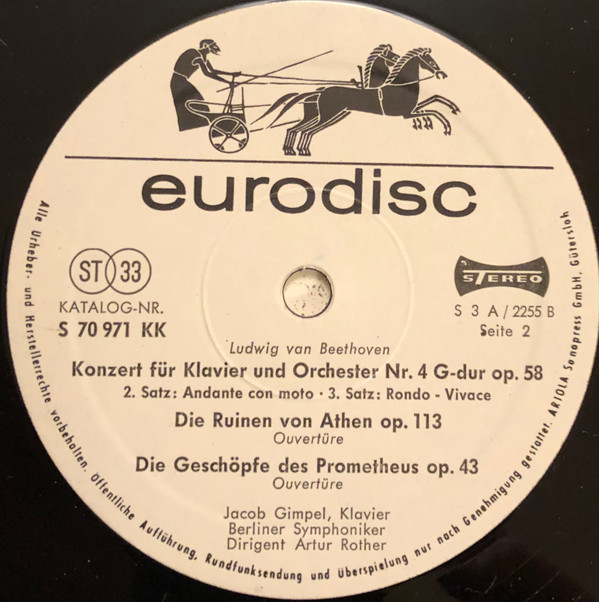 eurodisc
ST 33
KATALOG-NR.
S 70 971 KK
STEREO
S 3 A / 2255 B
Seite 2
Ludwig van Beethoven
Konzert für Klavier und Orchester Nr. 4 G-dur op. 58
2. Satz: Andante con moto · 3. Satz: Rondo - Vivace
Die Ruinen von Athen op. 113
Ouvertüre
Die Geschöpfe des Prometheus op. 43
Ouvertüre
Jacob Gimpel, Klavier
Berliner Symphoniker
Dirigent Artur Rother
Alle Urheber- und Herstellerrechte vorbehalten. Öffentliche Aufführung, Rundfunksendung und Überspielung nur nach Genehmigung gestattet. ARIOLA Sonopress GmbH, Gütersloh